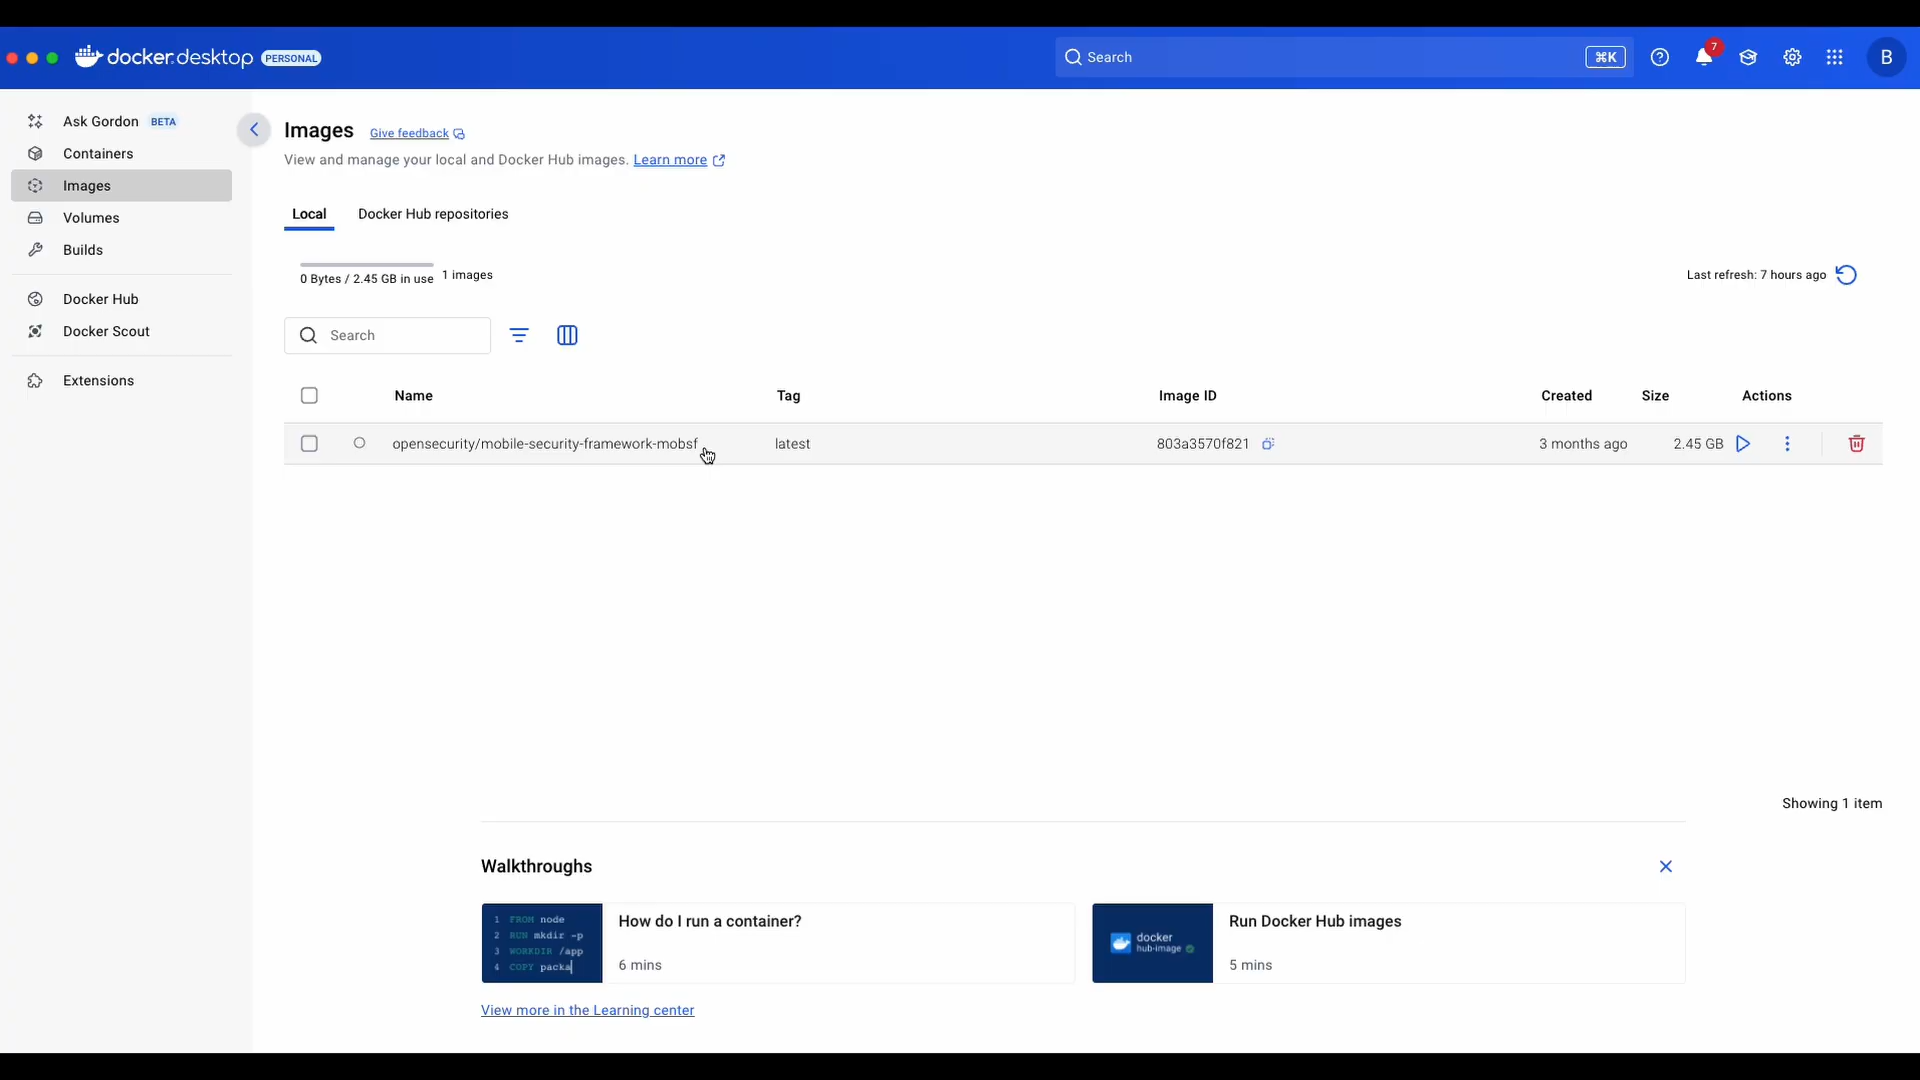 docker.desktop PERSONAL
Search
⌘K
7
B
Ask Gordon BETA
Containers
Images
Volumes
Builds
Docker Hub
Docker Scout
Extensions
Images Give feedback
View and manage your local and Docker Hub images. Learn more
Local Docker Hub repositories
0 Bytes / 2.45 GB in use 1 images
Last refresh: 7 hours ago
Search
Name Tag Image ID Created Size Actions
opensecurity/mobile-security-framework-mobsf latest 803a3570f821 3 months ago 2.45 GB
Showing 1 item
Walkthroughs
1 FROM node
2 RUN mkdir -p
3 WORKDIR /app
4 COPY packa
How do I run a container?
6 mins
docker
hub-image
Run Docker Hub images
5 mins
View more in the Learning center